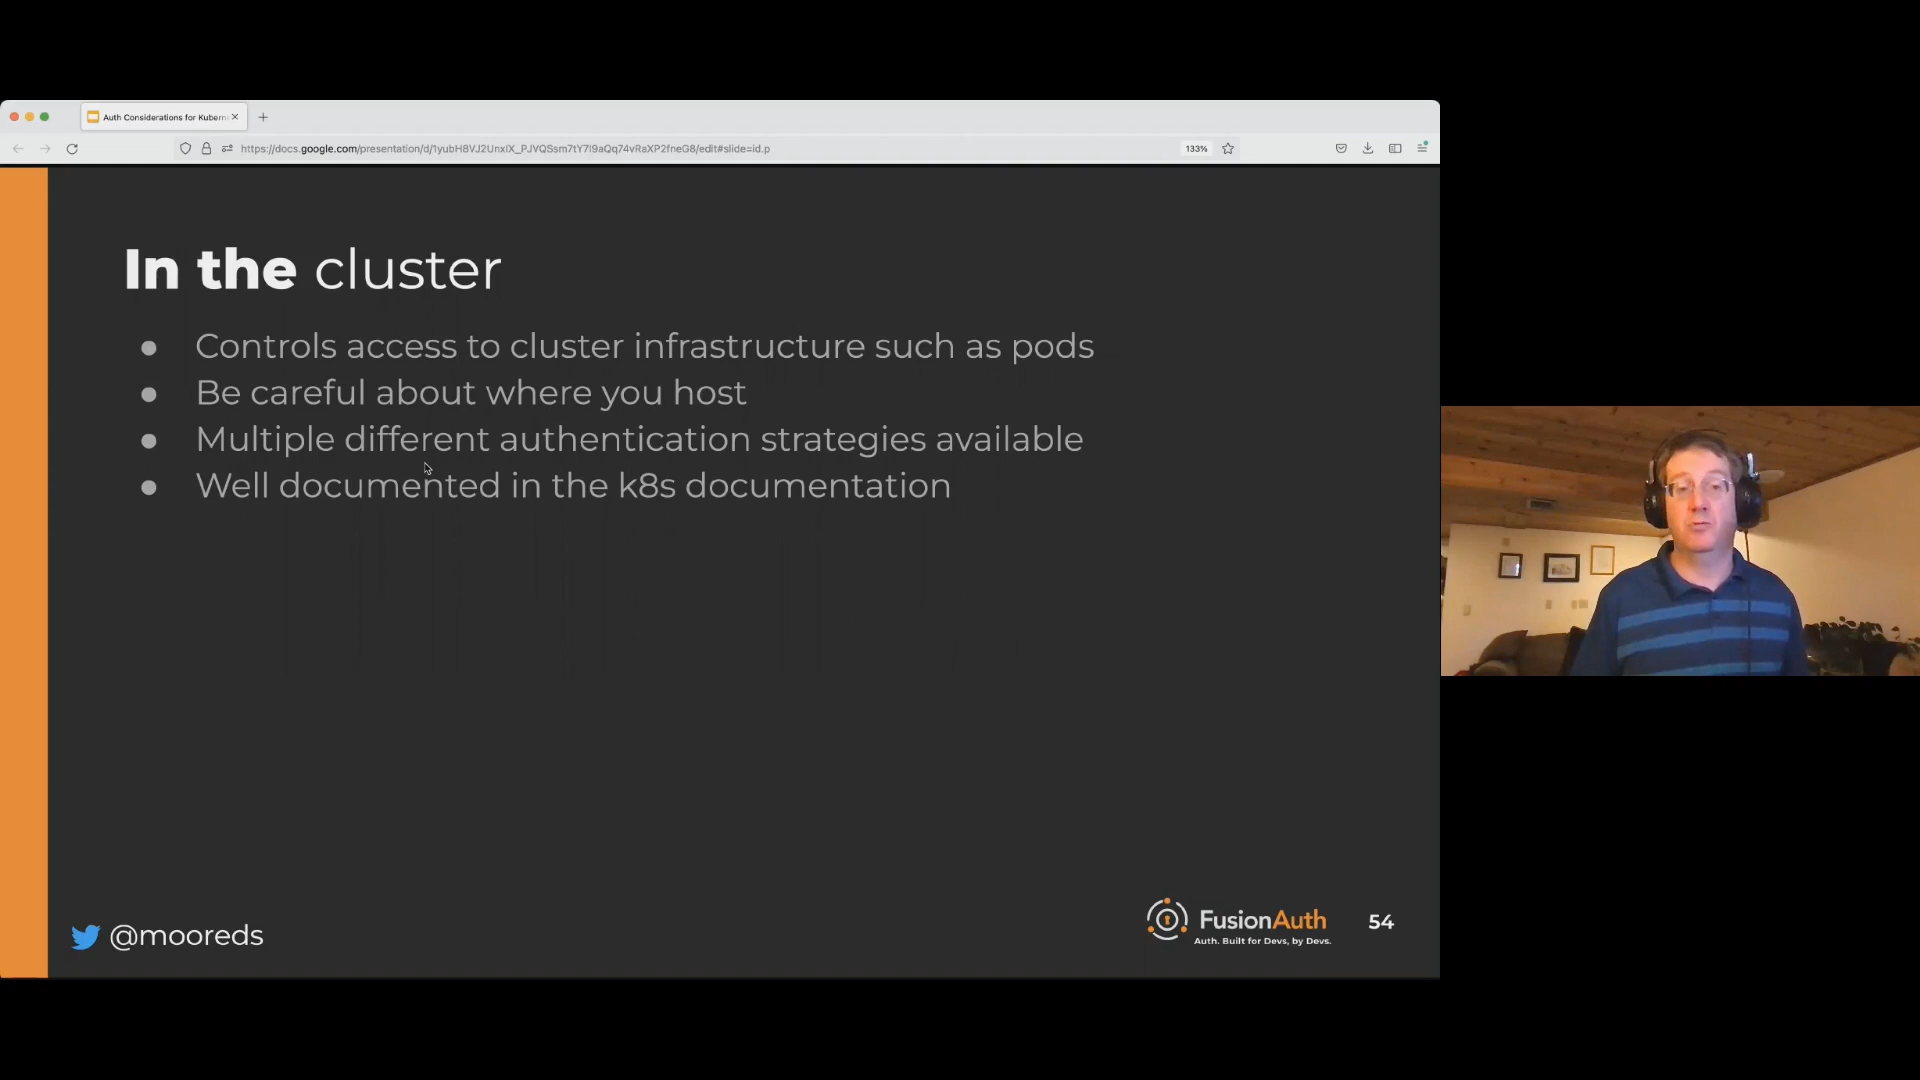 Auth Considerations for Kubern
https://docs.google.com/presentation/d/1yubH8VJ2UnxIX_PJVQSsm7tY7I9aQq74vRaXP2fneG8/edit#slide=id.p
133%
In the cluster
● Controls access to cluster infrastructure such as pods
● Be careful about where you host
● Multiple different authentication strategies available
● Well documented in the k8s documentation
@mooreds
FusionAuth
Auth. Built for Devs, by Devs.
54